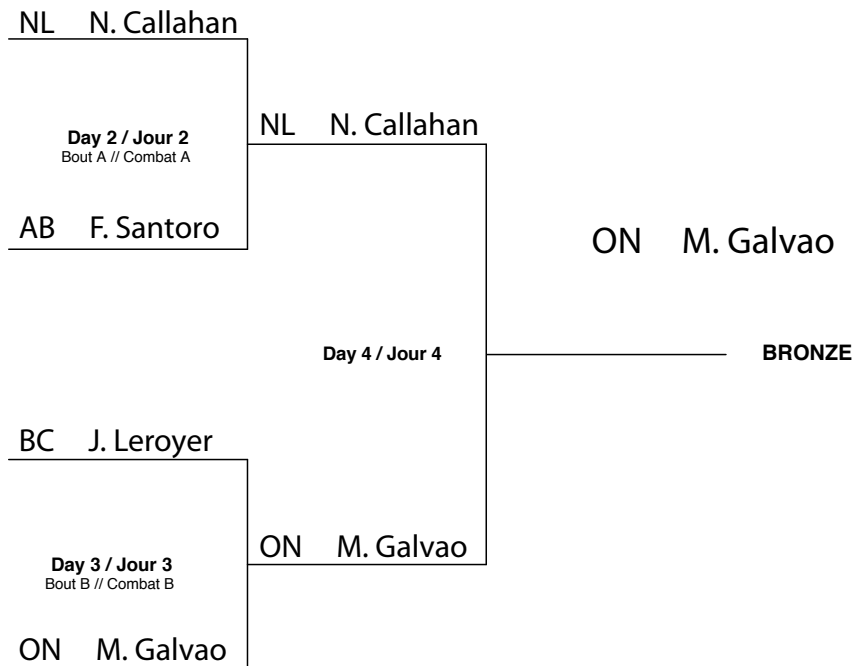 NL N. Callahan
Day 2 / Jour 2
Bout A // Combat A
NL N. Callahan
AB F. Santoro
ON M. Galvao
Day 4 / Jour 4
BRONZE
BC J. Leroyer
Day 3 / Jour 3
Bout B // Combat B
ON M. Galvao
ON M. Galvao